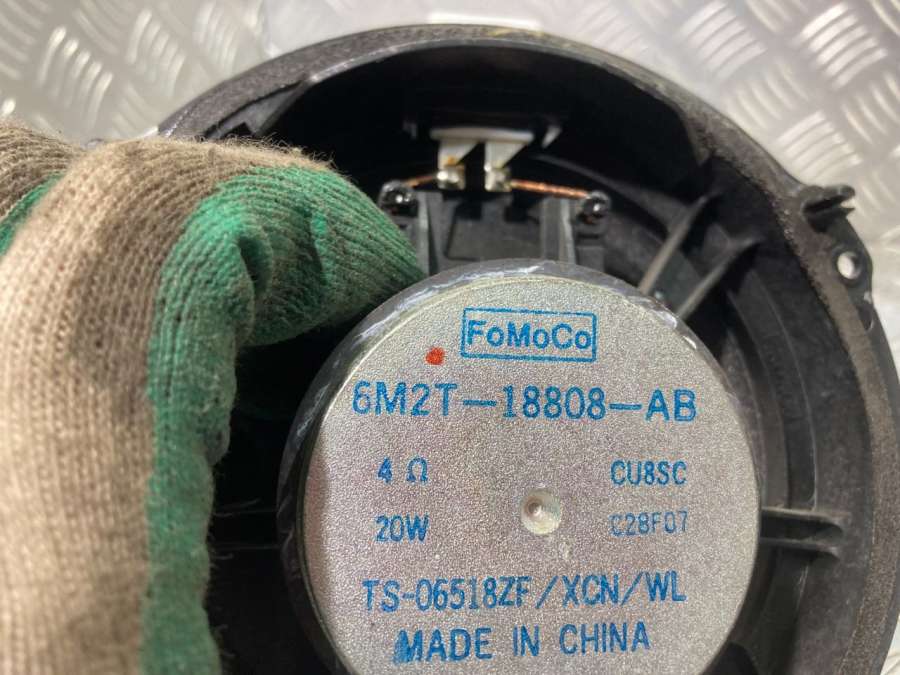 FoMoCo
6M2T-18808-AB
4 Ω CU8SC
20W C28F07
TS-06518ZF/XCN/WL
MADE IN CHINA